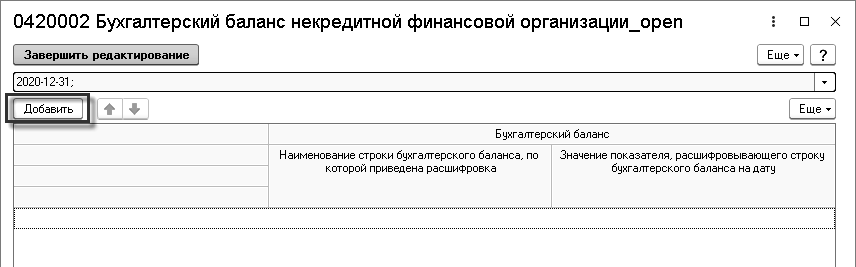 0420002 Бухгалтерский баланс некредитной финансовой организации_open
Завершить редактирование
Еще
?
2020-12-31;
Добавить
Еще
Бухгалтерский баланс
Наименование строки бухгалтерского баланса, по
которой приведена расшифровка
Значение показателя, расшифровывающего строку
бухгалтерского баланса на дату